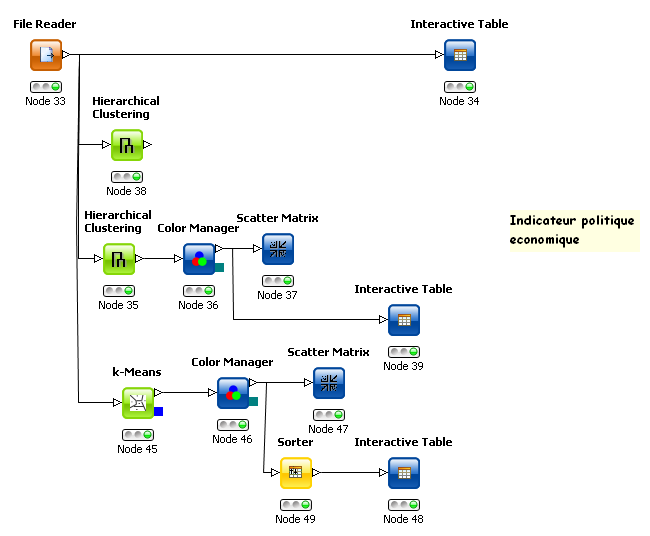 File Reader
Node 33
Interactive Table
Node 34
Hierarchical
Clustering
Node 38
Hierarchical
Clustering
Node 35
Color Manager
Node 36
Scatter Matrix
Node 37
Indicateur politique
economique
Interactive Table
Node 39
k-Means
Node 45
Color Manager
Node 46
Scatter Matrix
Node 47
Sorter
Node 49
Interactive Table
Node 48